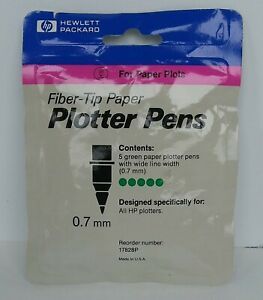 hp HEWLETT
PACKARD
For Paper Plots
Fiber-Tip Paper
Plotter Pens
Contents:
5 green paper plotter pens
with wide line width
(0.7 mm)
Designed specifically for:
All HP plotters.
0.7 mm
Reorder number:
17828P
Made in U.S.A.